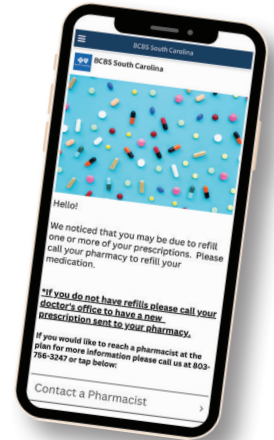 BCBS South Carolina
BCBS South Carolina
Hello!
We noticed that you may be due to refill
one or more of your prescriptions. Please
call your pharmacy to refill your
medication.
*If you do not have refills please call your
doctor's office to have a new
prescription sent to your pharmacy.
If you would like to reach a pharmacist at the
plan for more information please call us at 803-
756-3247 or tap below:
Contact a Pharmacist